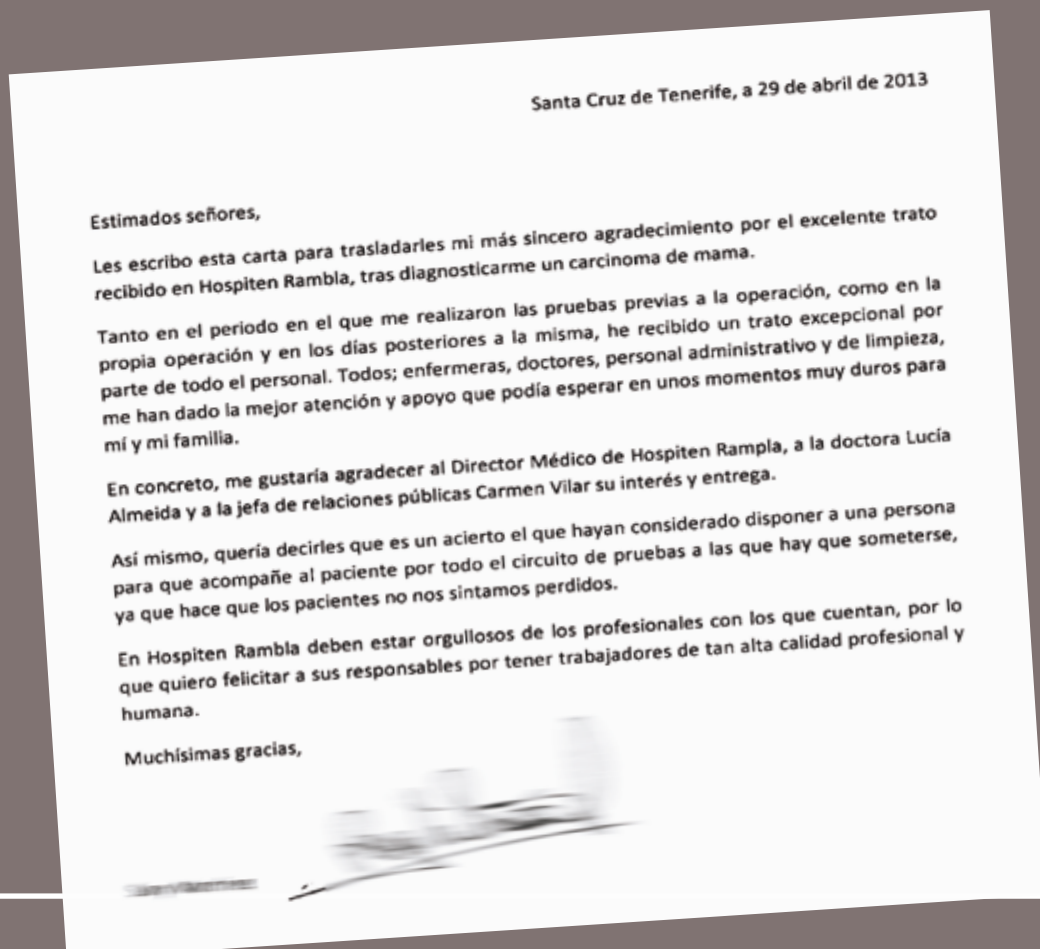 Santa Cruz de Tenerife, a 29 de abril de 2013
Estimados señores,
Les escribo esta carta para trasladarles mi más sincero agradecimiento por el excelente trato
recibido en Hospiten Rambla, tras diagnosticarme un carcinoma de mama.
Tanto en el periodo en el que me realizaron las pruebas previas a la operación, como en la
propia operación y en los días posteriores a la misma, he recibido un trato excepcional por
parte de todo el personal. Todos; enfermeras, doctores, personal administrativo y de limpieza,
me han dado la mejor atención y apoyo que podía esperar en unos momentos muy duros para
mí y mi familia.
En concreto, me gustaría agradecer al Director Médico de Hospiten Rampla, a la doctora Lucía
Almeida y a la jefa de relaciones públicas Carmen Vilar su interés y entrega.
Así mismo, quería decirles que es un acierto el que hayan considerado disponer a una persona
para que acompañe al paciente por todo el circuito de pruebas a las que hay que someterse,
ya que hace que los pacientes no nos sintamos perdidos.
En Hospiten Rambla deben estar orgullosos de los profesionales con los que cuentan, por lo
que quiero felicitar a sus responsables por tener trabajadores de tan alta calidad profesional y
humana.
Muchísimas gracias,